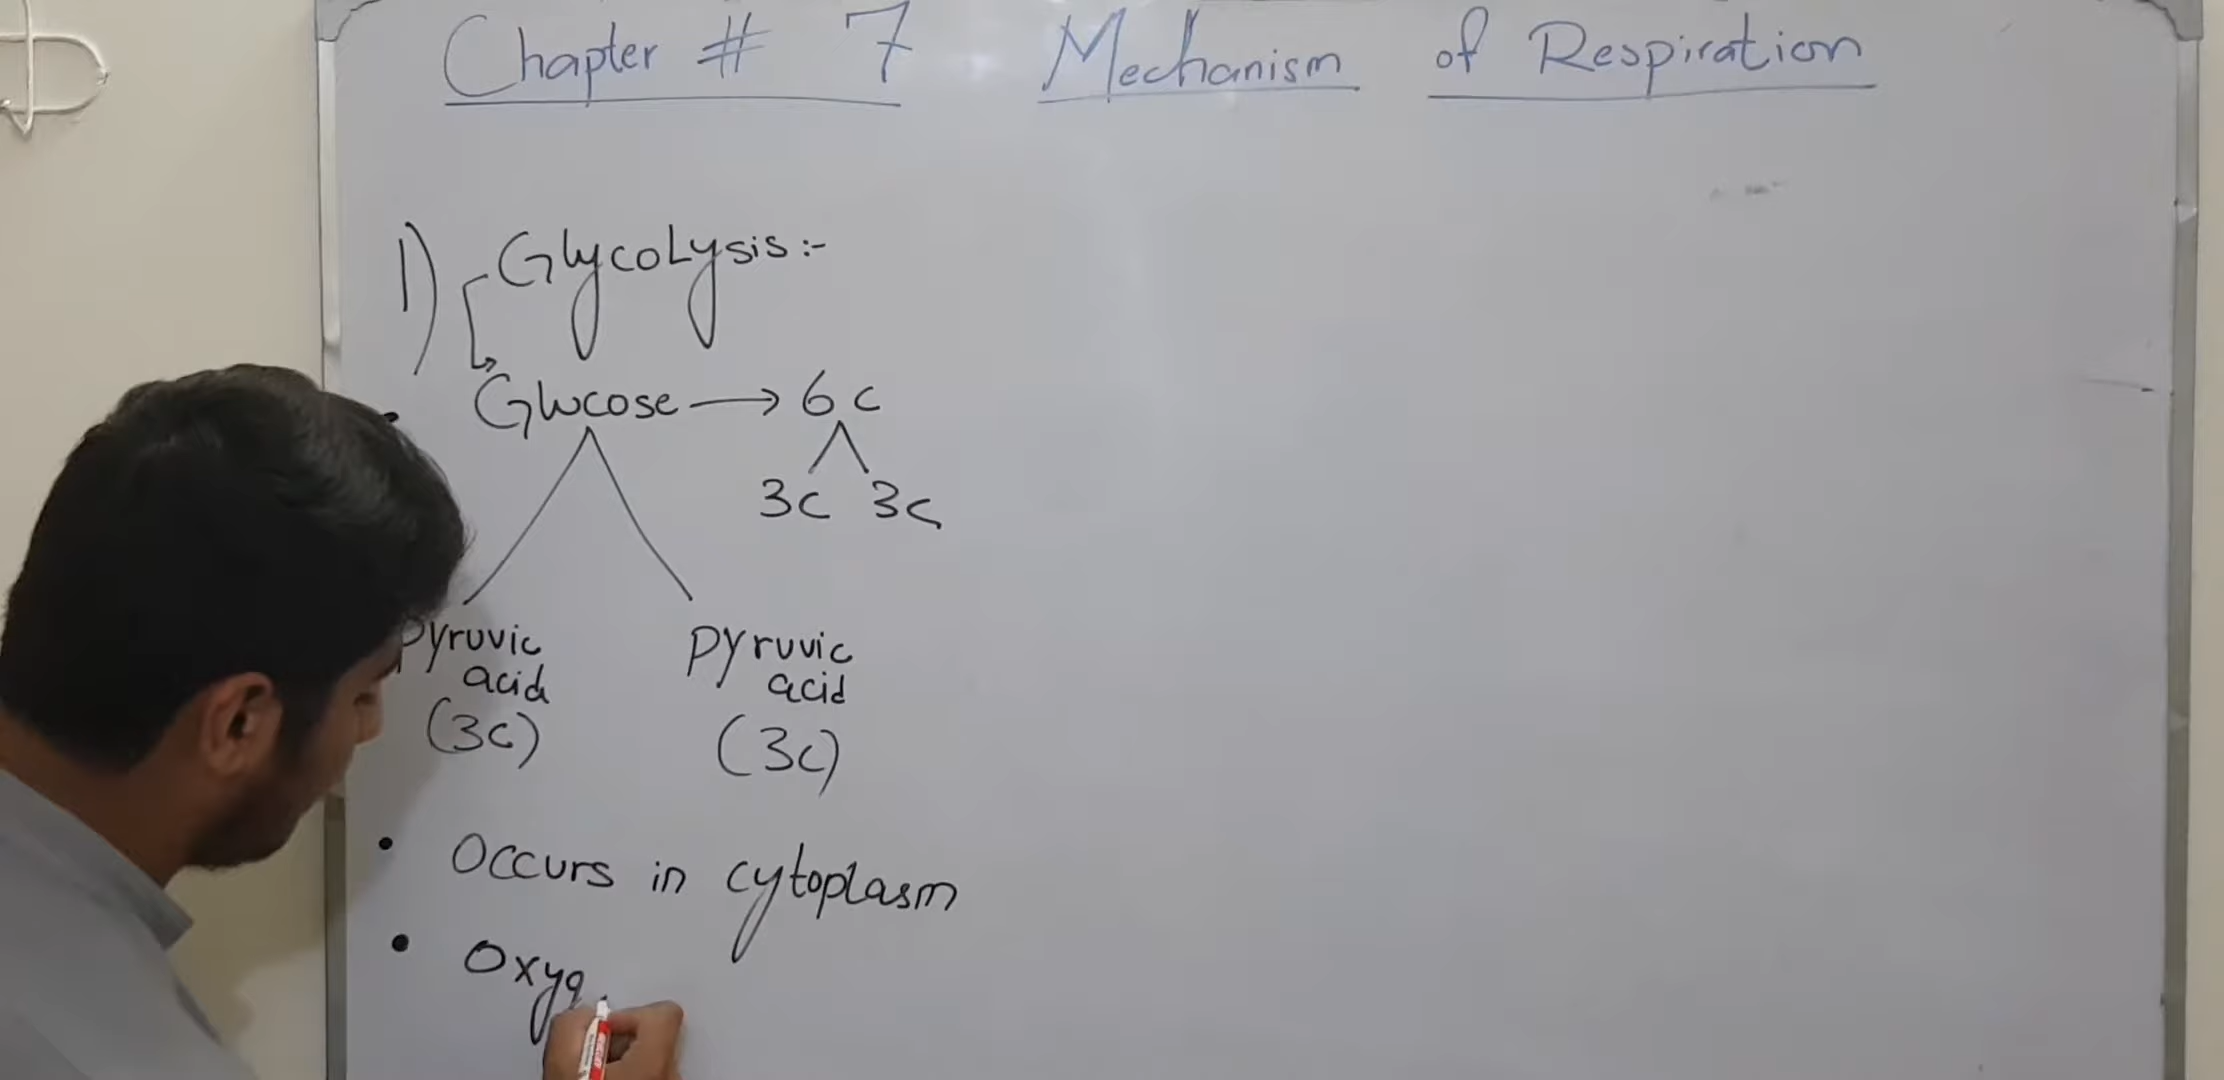 Chapter # 7 Mechanism of Respiration
1) Glycolysis:-
Glucose → 6c
3c 3c
Pyruvic acid (3c)
Pyruvic acid (3c)
• Occurs in cytoplasm
• Oxyg